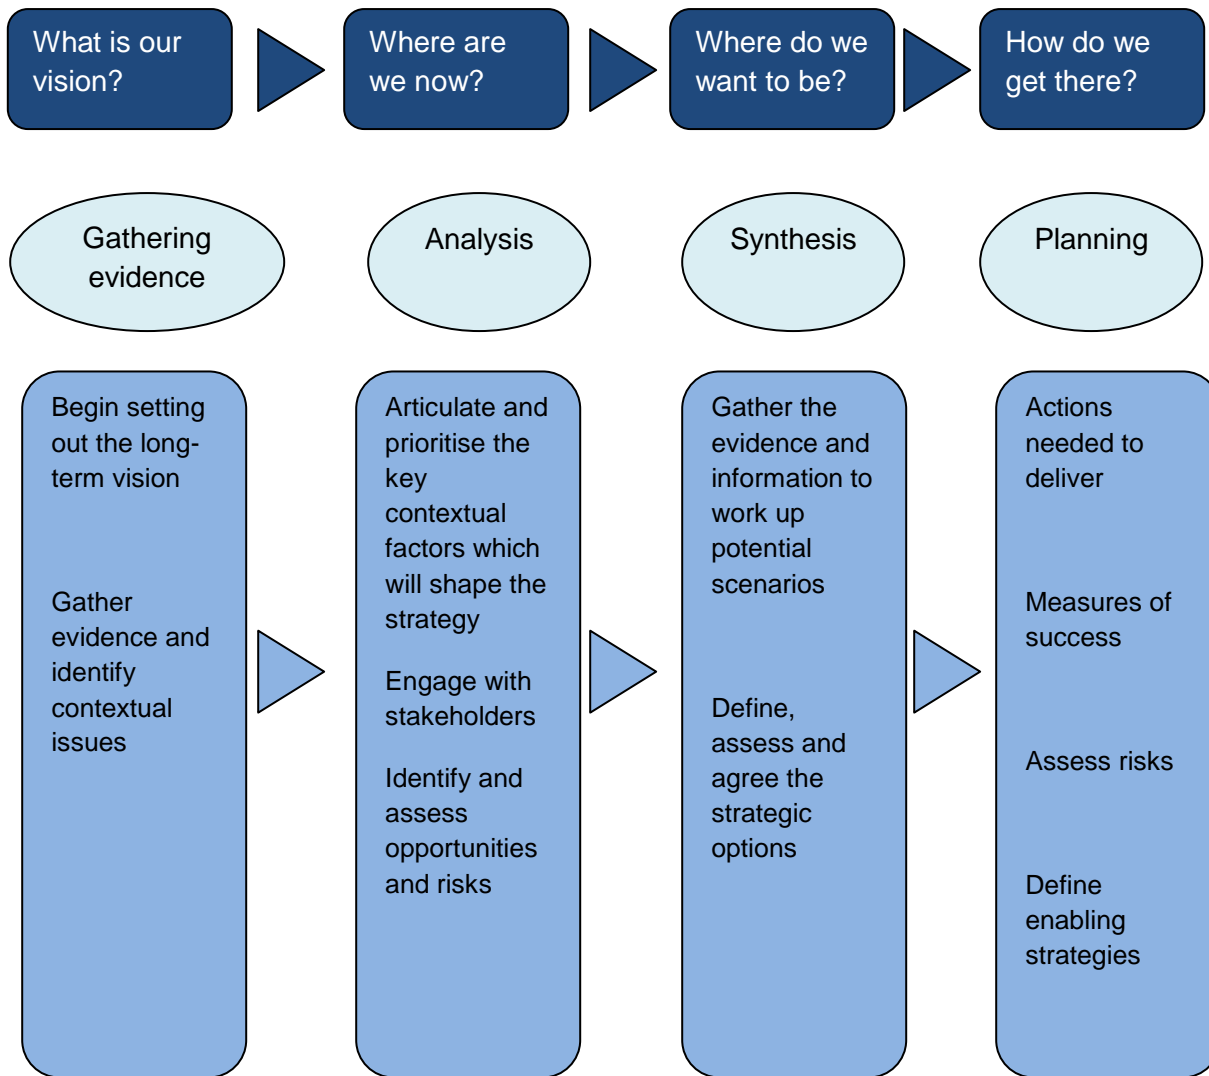 What is our
vision?
Where are
we now?
Where do we
want to be?
How do we
get there?
Gathering
evidence
Analysis
Synthesis
Planning
Begin setting
out the long-
term vision
Gather
evidence and
identify
contextual
issues
Articulate and
prioritise the
key
contextual
factors which
will shape the
strategy
Engage with
stakeholders
Identify and
assess
opportunities
and risks
Gather the
evidence and
information to
work up
potential
scenarios
Define,
assess and
agree the
strategic
options
Actions
needed to
deliver
Measures of
success
Assess risks
Define
enabling
strategies